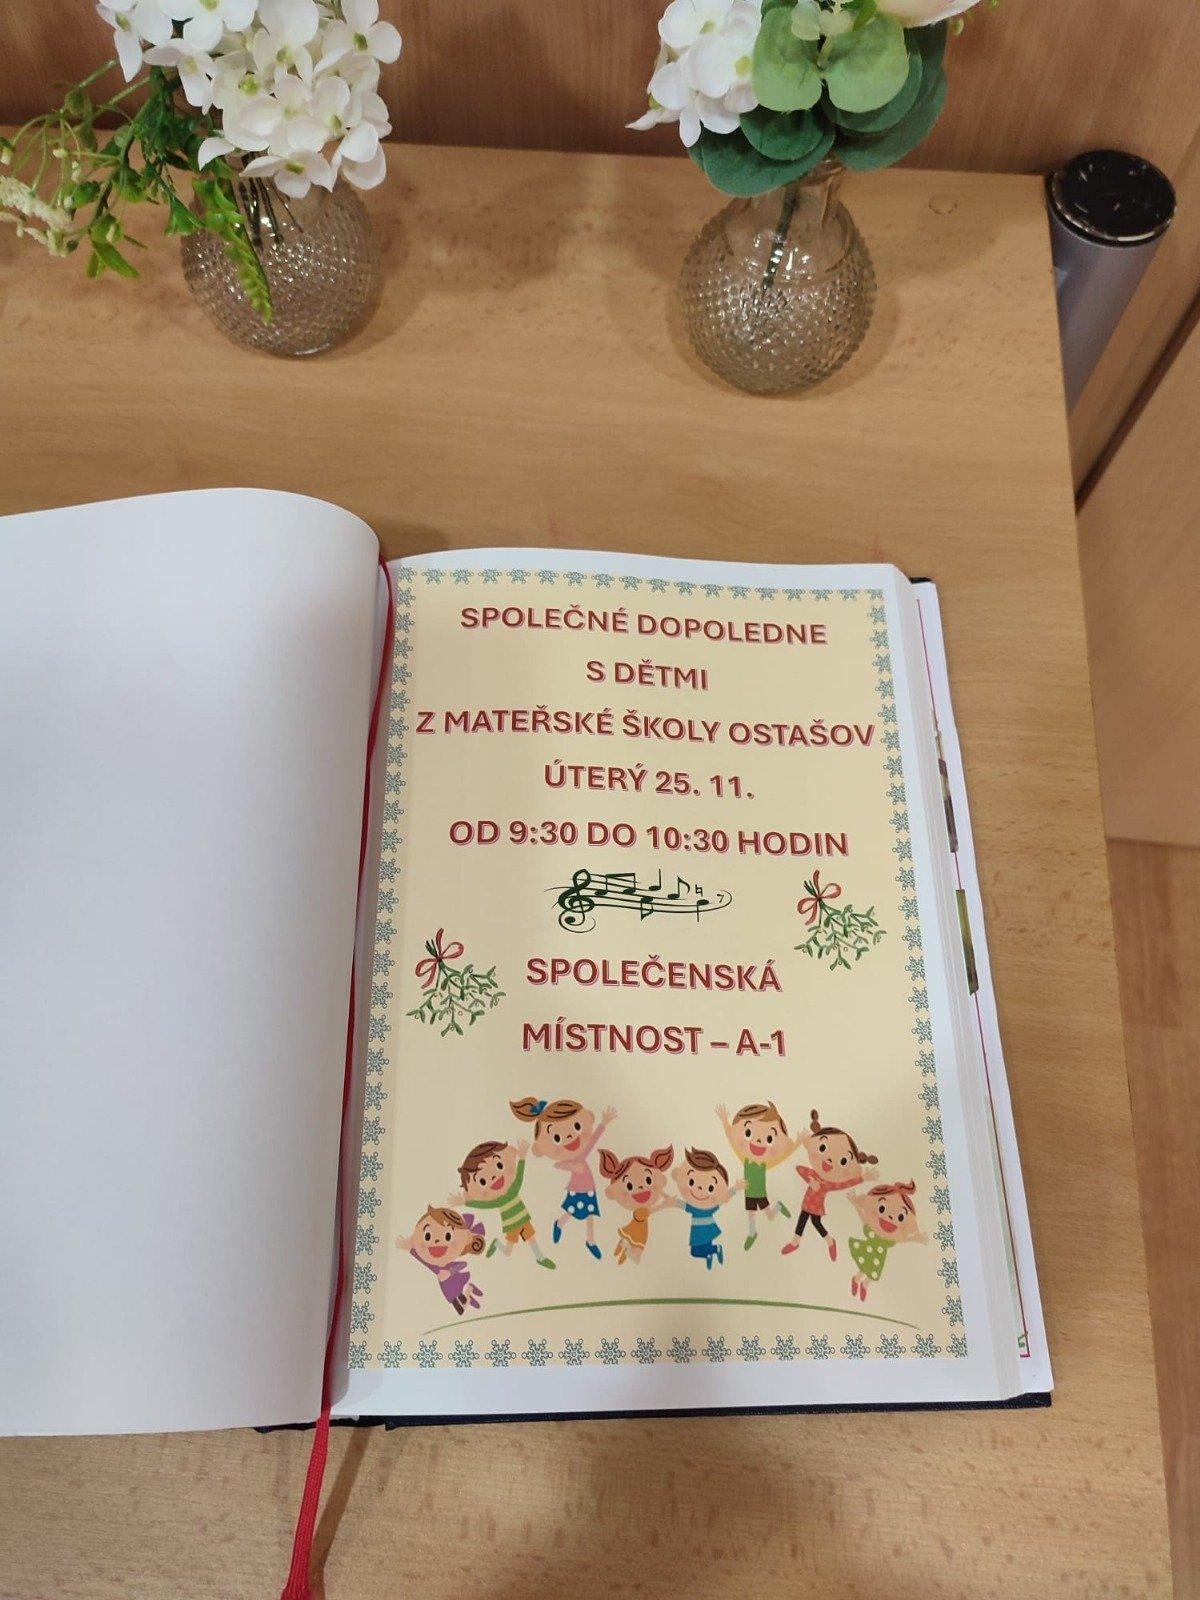 SPOLEČNÉ DOPOLEDNE
S DĚTMI
Z MATEŘSKÉ ŠKOLY OSTAŠOV
ÚTERÝ 25. 11.
OD 9:30 DO 10:30 HODIN
SPOLEČENSKÁ
MÍSTNOST – A-1